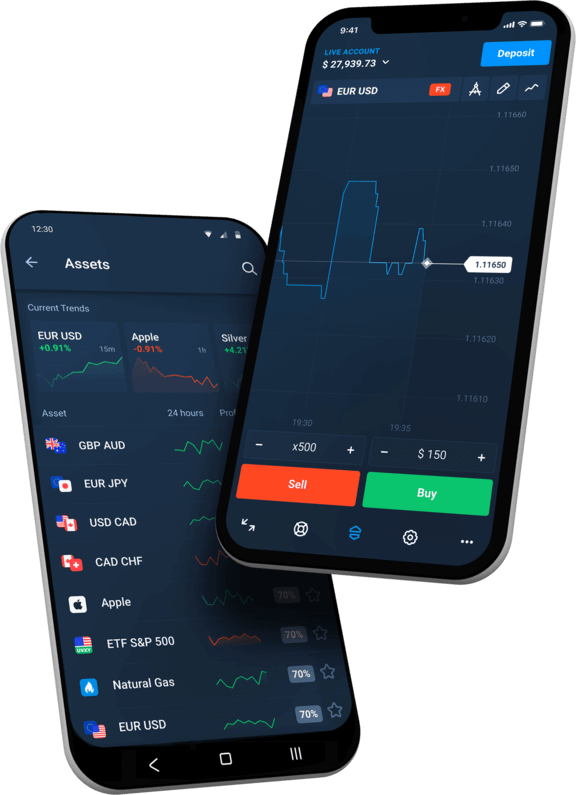 9:41
LIVE ACCOUNT
$ 27,939.73
Deposit
EUR USD
FX
1.11660
1.11650
1.11640
1.11650
1.11630
1.11620
1.11610
19:30
19:35
− x500 +
− $ 150 +
Sell
Buy
12:30
Assets
Current Trends
EUR USD
+0.91% 15m
Apple
-0.91% 1h
Silver
Asset 24 hours
GBP AUD
EUR JPY
USD CAD
CAD CHF
Apple 70%
UVXY
ETF S&P 500 70%
Natural Gas 70%
EUR USD 70%